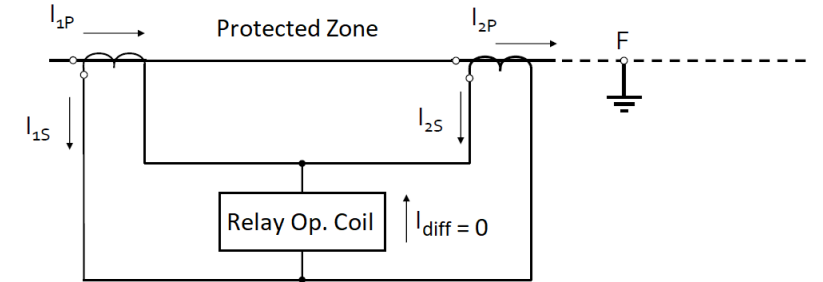 I₁P
Protected Zone
I₂P
F
I₁S
I₂S
Relay Op. Coil
Idiff = 0